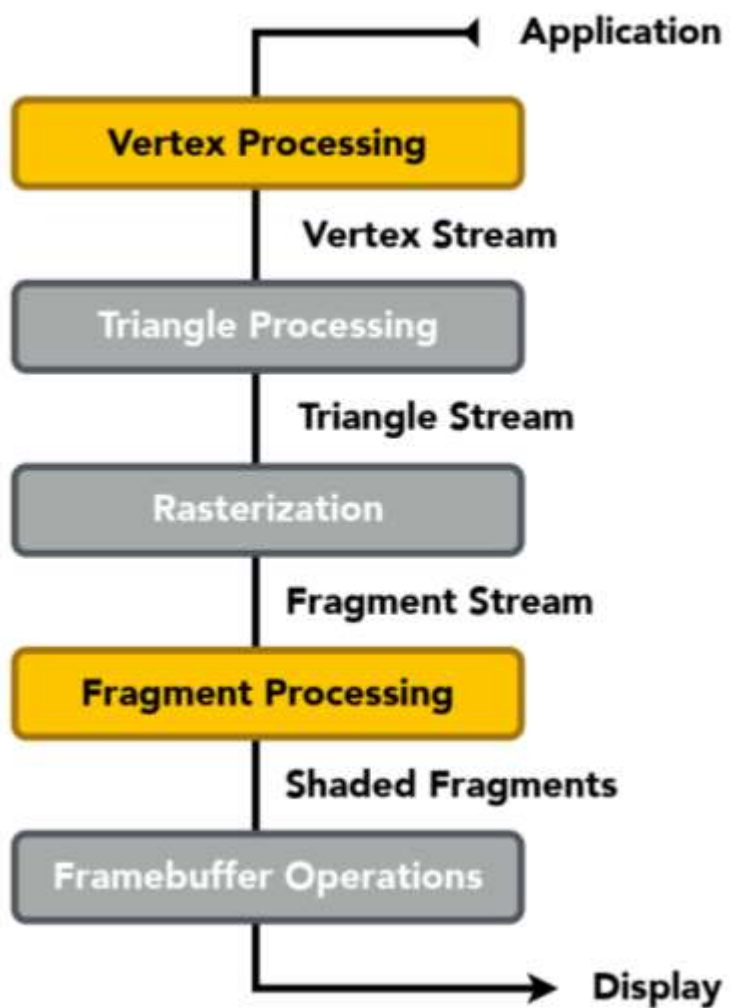 Application
Vertex Processing
Vertex Stream
Triangle Processing
Triangle Stream
Rasterization
Fragment Stream
Fragment Processing
Shaded Fragments
Framebuffer Operations
Display